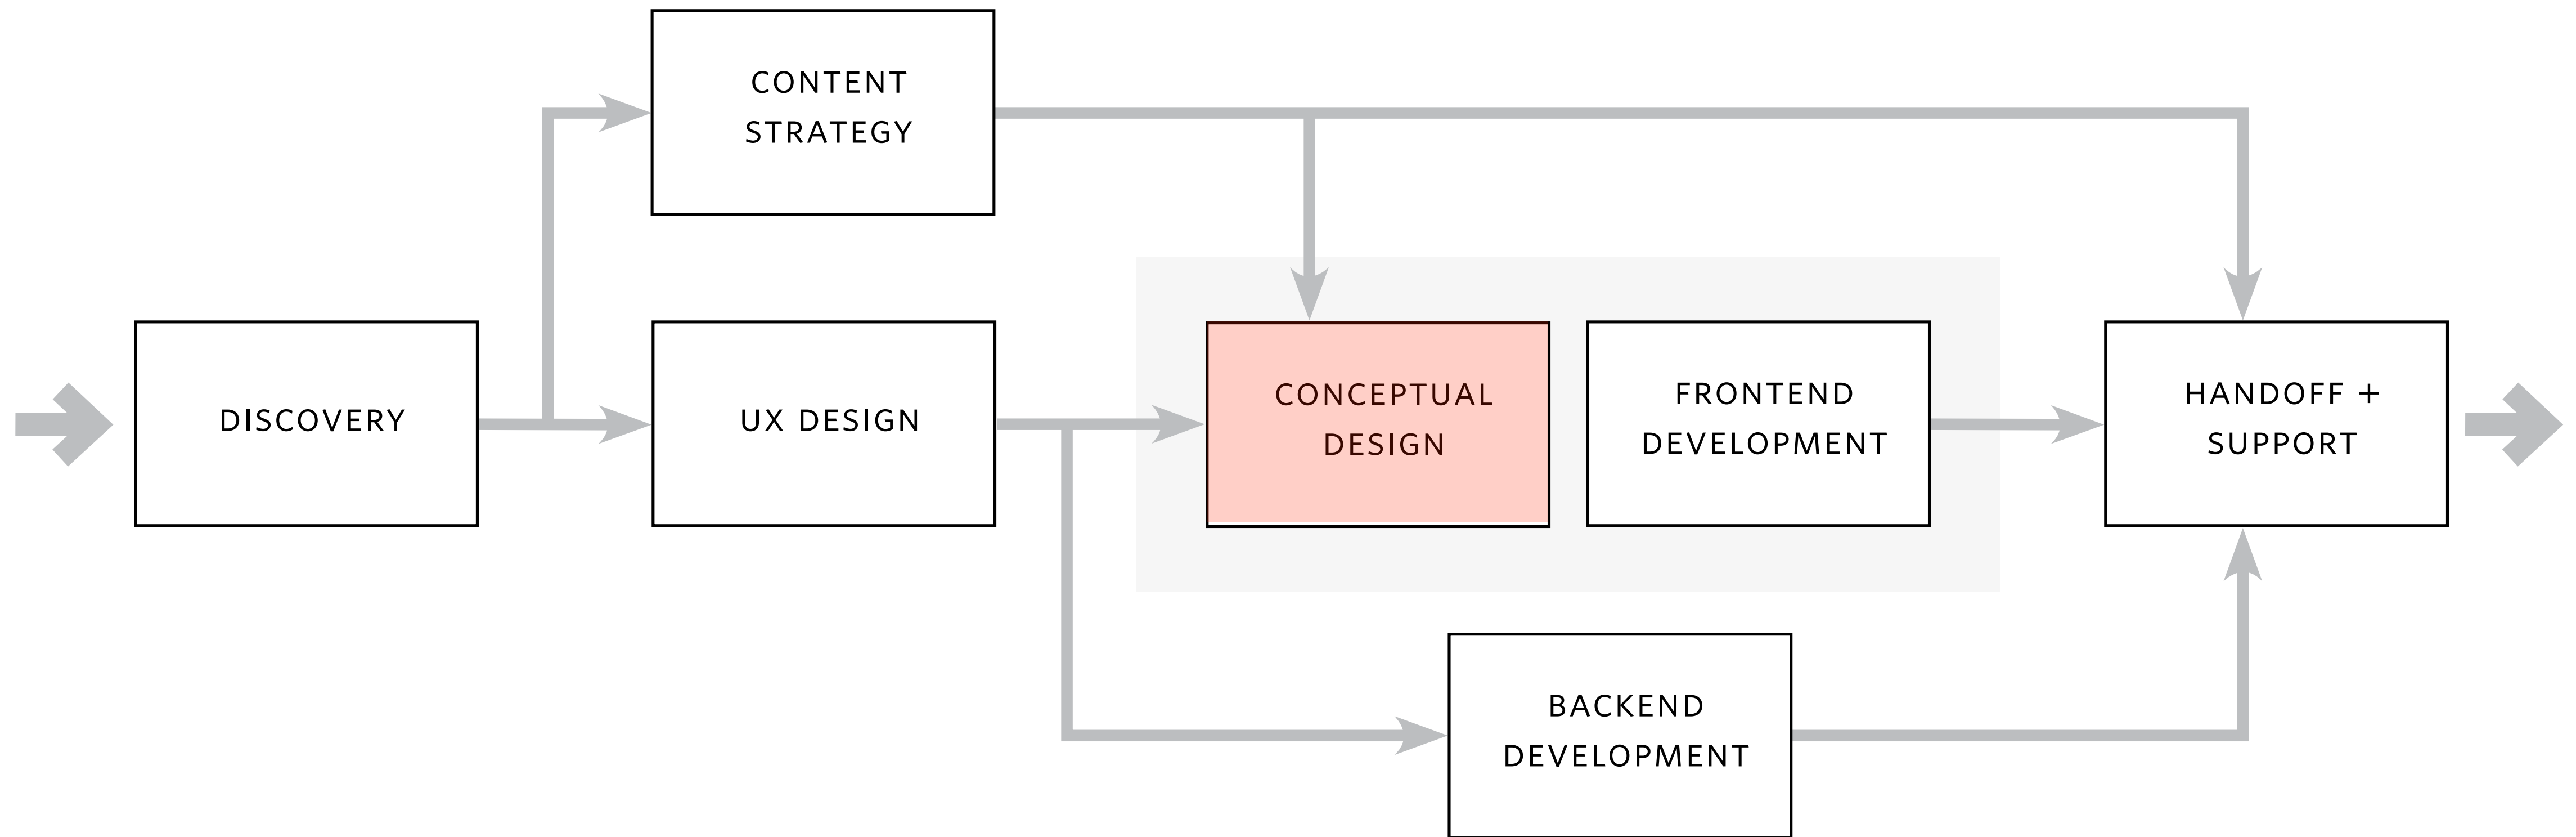 CONTENT
STRATEGY
DISCOVERY
UX DESIGN
CONCEPTUAL
DESIGN
FRONTEND
DEVELOPMENT
HANDOFF +
SUPPORT
BACKEND
DEVELOPMENT